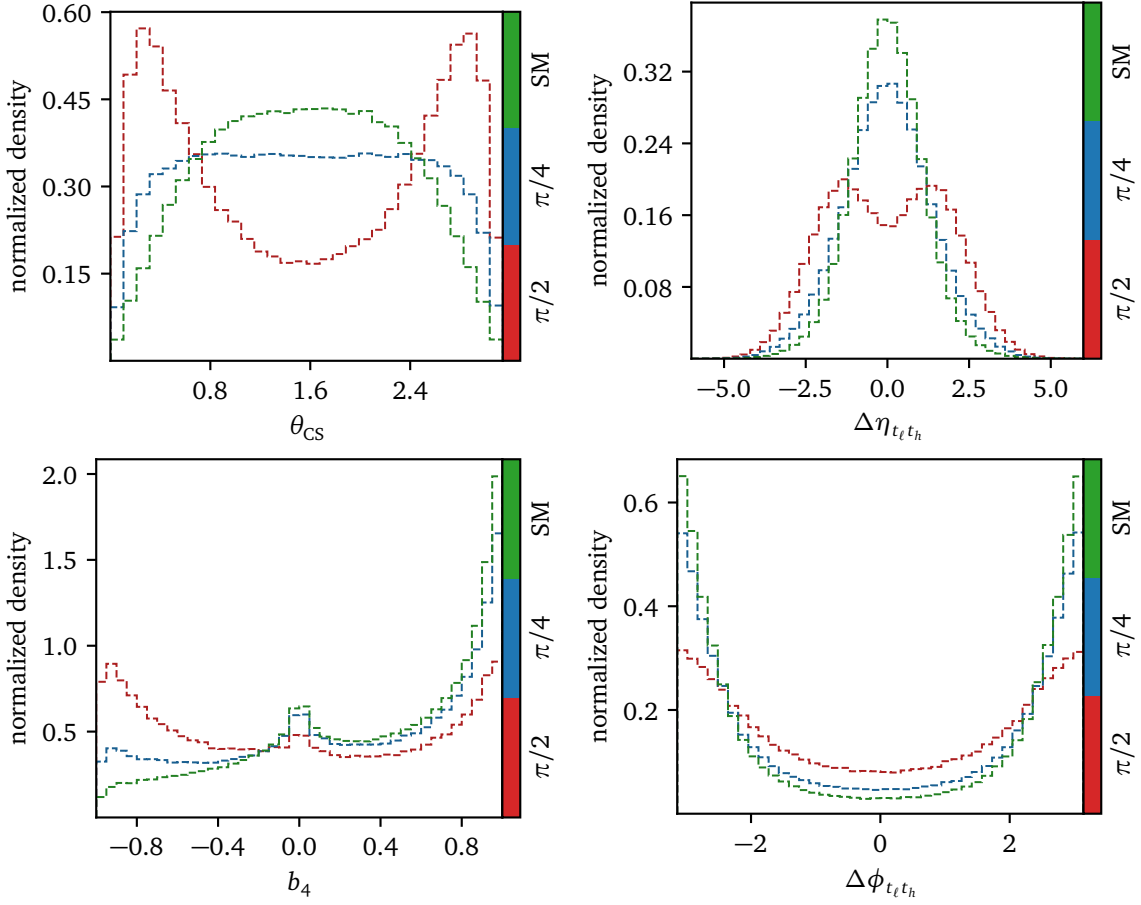 0.60
0.45
0.30
0.15
normalized density
0.8
1.6
2.4
θ_CS
SM
π/4
π/2
0.32
0.24
0.16
0.08
normalized density
−5.0
−2.5
0.0
2.5
5.0
Δη_{t_ℓ t_h}
SM
π/4
π/2
2.0
1.5
1.0
0.5
normalized density
−0.8
−0.4
0.0
0.4
0.8
b_4
SM
π/4
π/2
0.6
0.4
0.2
normalized density
−2
0
2
Δϕ_{t_ℓ t_h}
SM
π/4
π/2